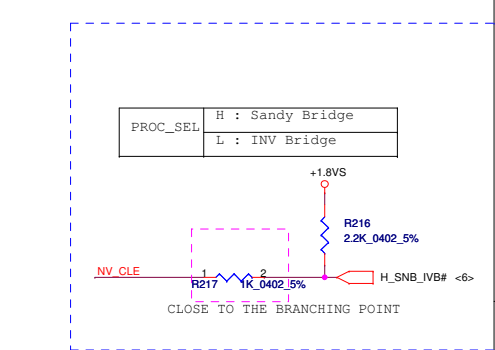 PROC_SEL
H : Sandy Bridge
L : INV Bridge
+1.8VS
R216
2.2K_0402_5%
NV_CLE
1
2
R217
1K_0402_5%
H_SNB_IVB# <6>
CLOSE TO THE BRANCHING POINT